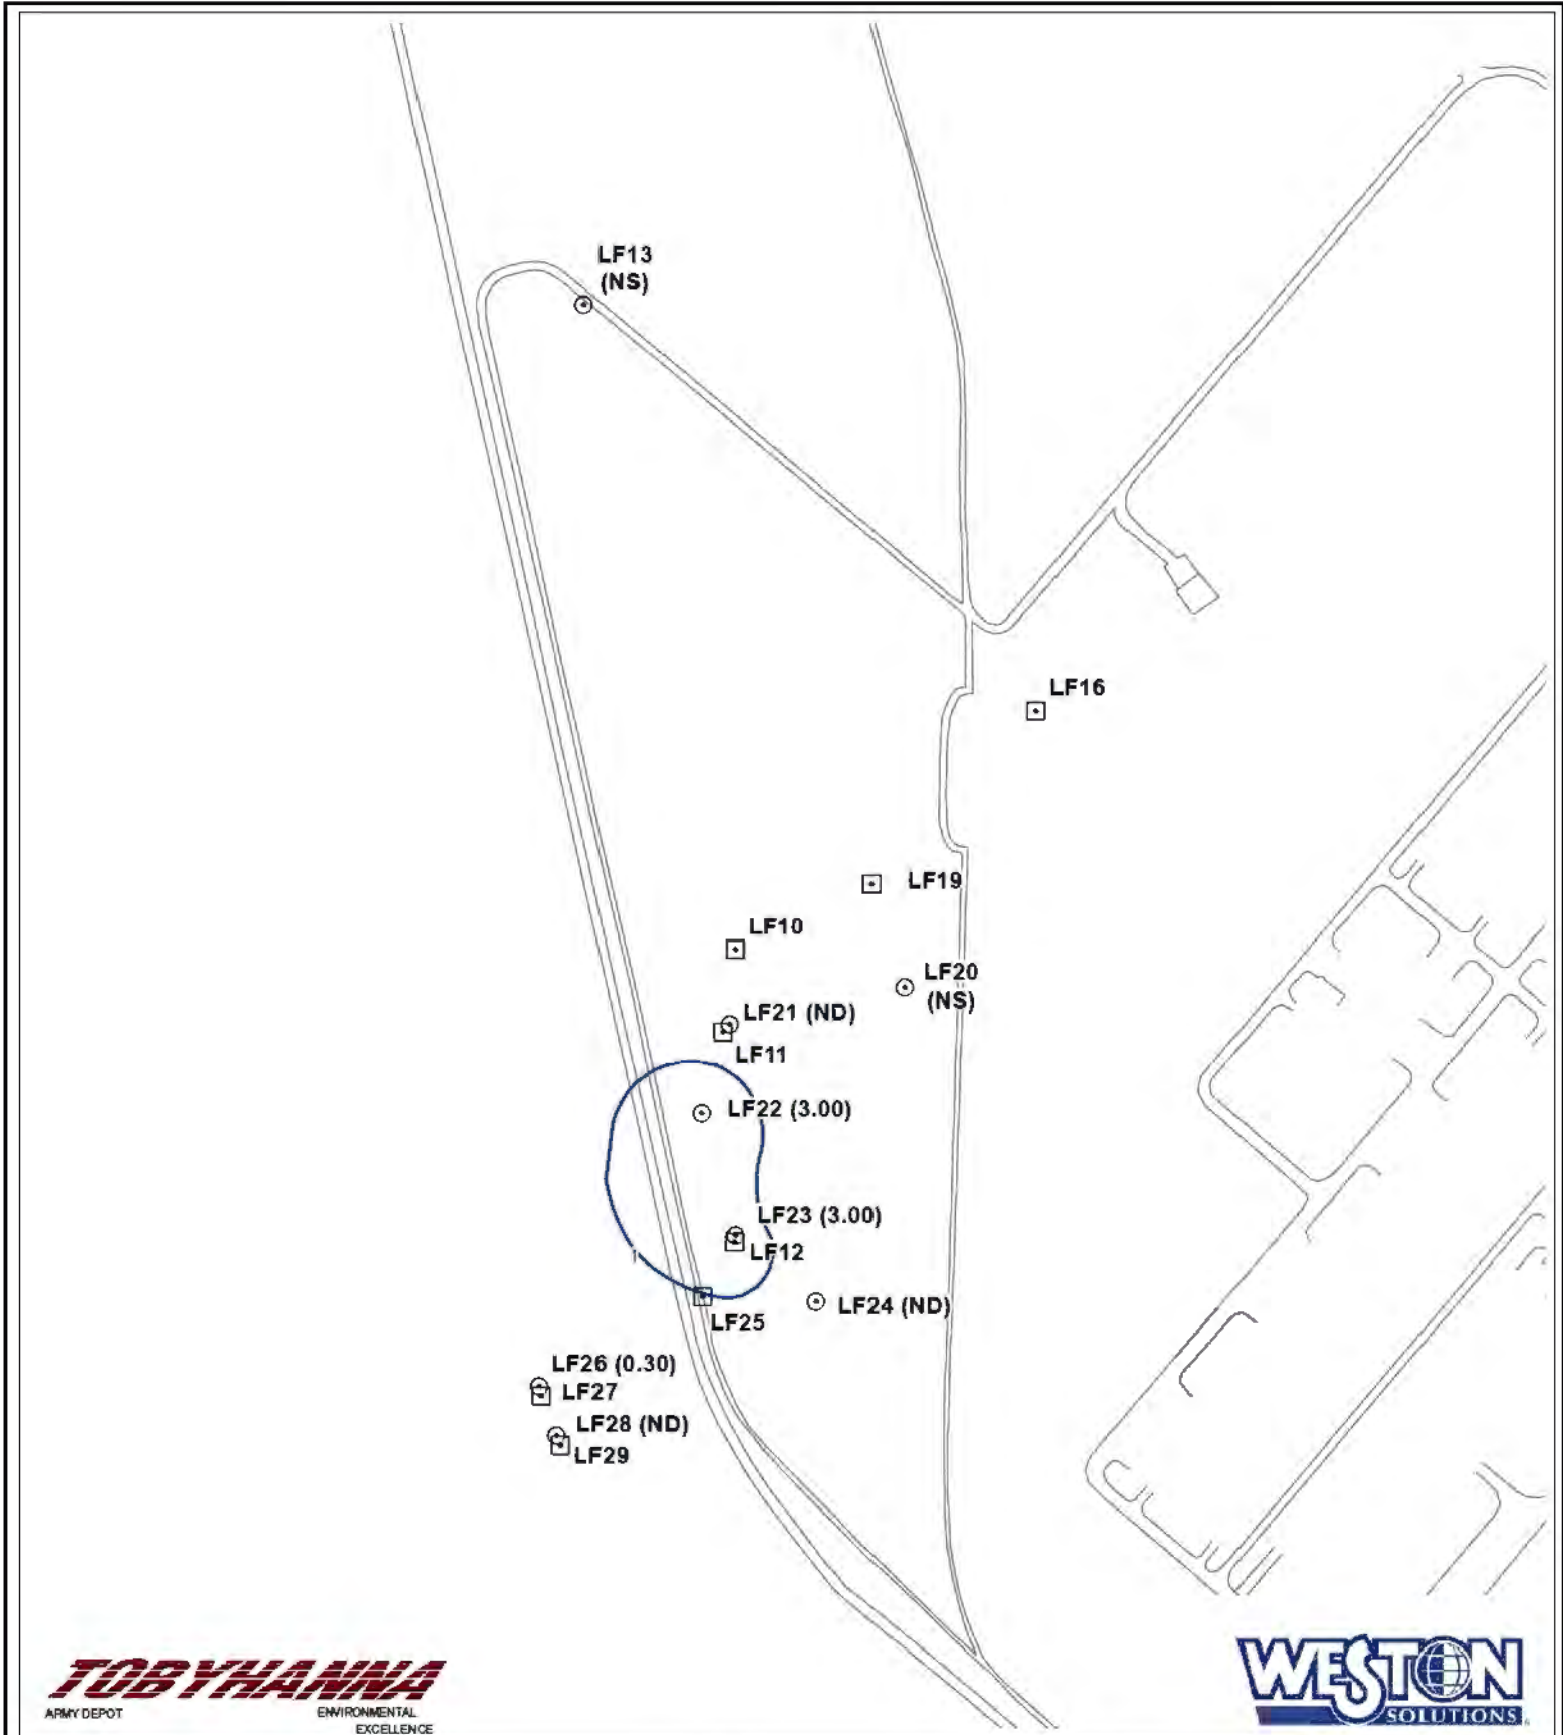 LF13
(NS)
LF16
LF19
LF10
LF20
(NS)
LF21 (ND)
LF11
LF22 (3.00)
LF23 (3.00)
LF12
LF24 (ND)
LF25
LF26 (0.30)
LF27
LF28 (ND)
LF29
TOBYHANNA
ARMY DEPOT
ENVIRONMENTAL
EXCELLENCE
WESTON
SOLUTIONS